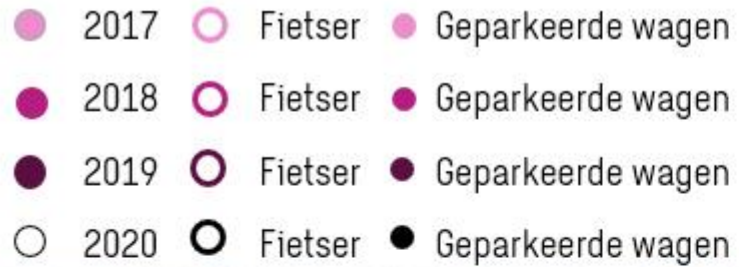 2017 Fietser Geparkeerde wagen
2018 Fietser Geparkeerde wagen
2019 Fietser Geparkeerde wagen
2020 Fietser Geparkeerde wagen